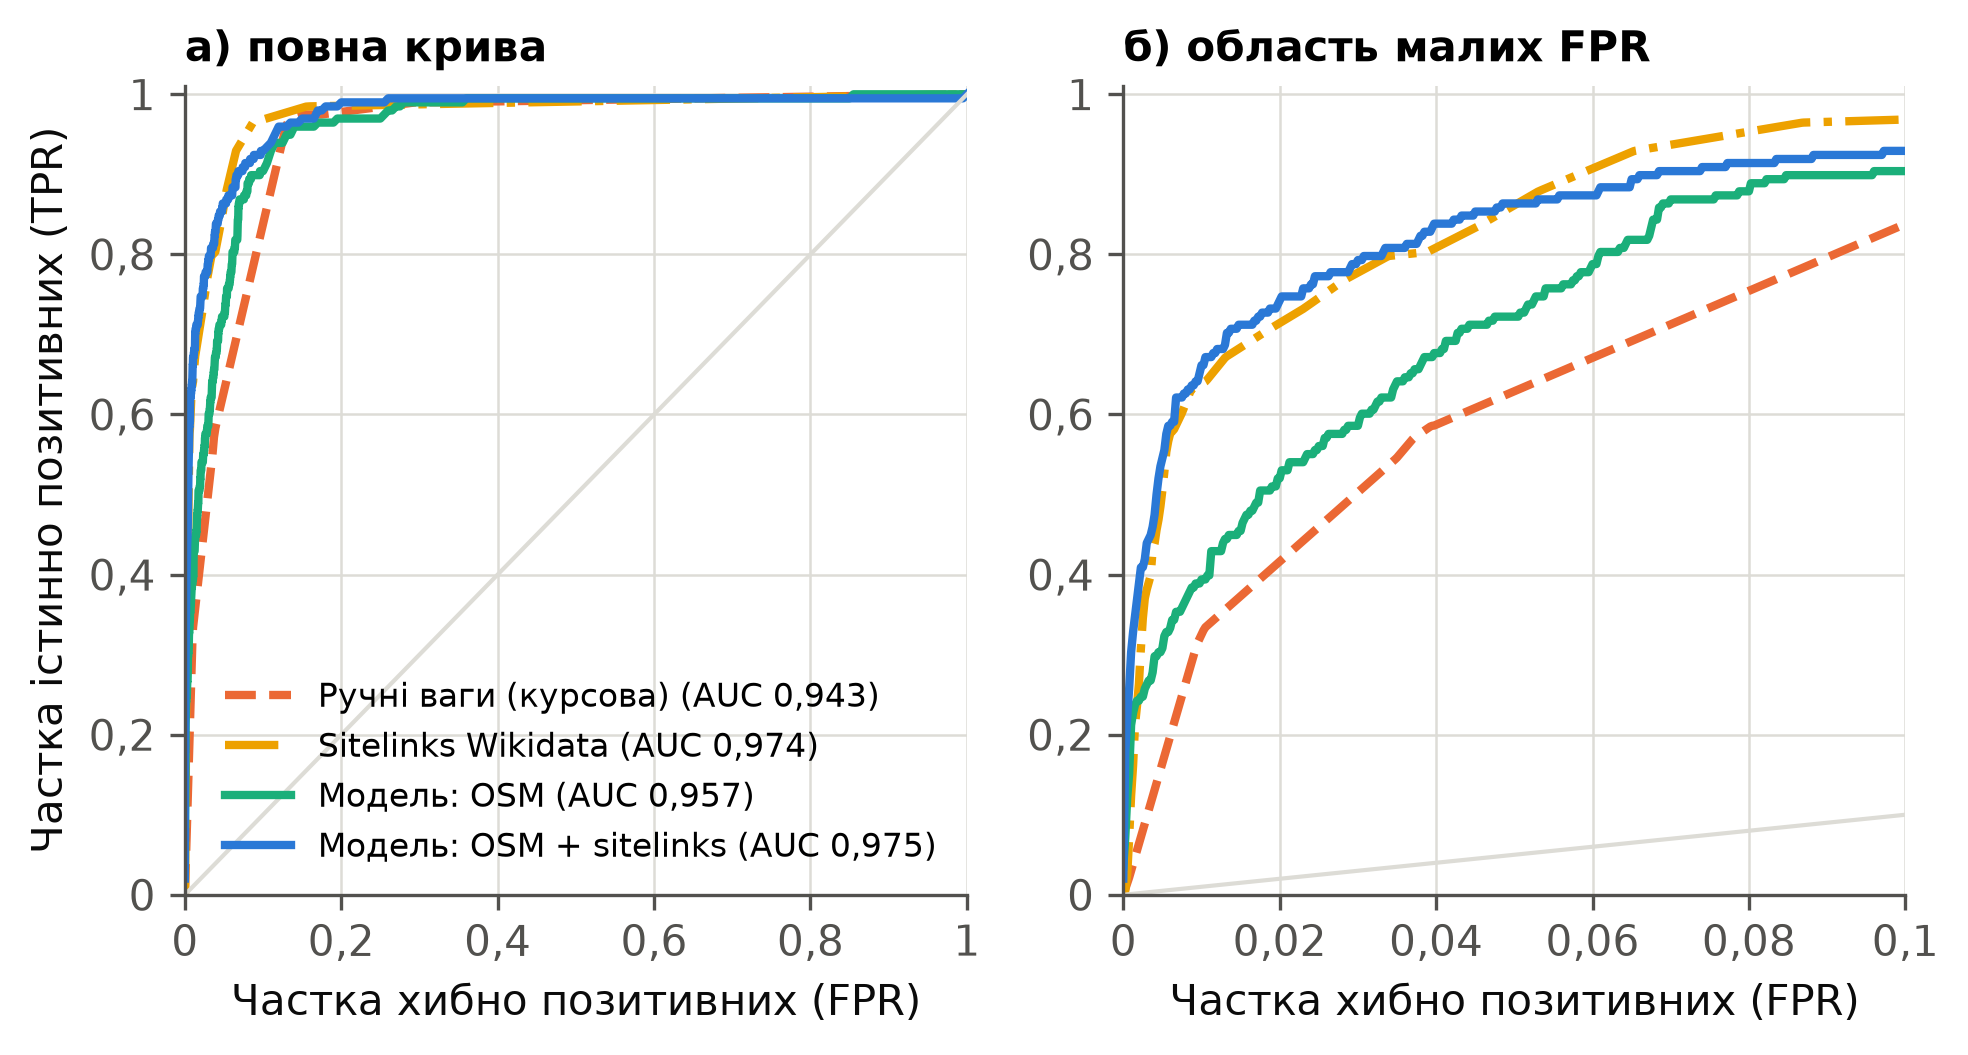 а) повна крива
1
0,8
0,6
0,4
0,2
0
Частка істинно позитивних (TPR)
Ручні ваги (курсова) (AUC 0,943)
Sitelinks Wikidata (AUC 0,974)
Модель: OSM (AUC 0,957)
Модель: OSM + sitelinks (AUC 0,975)
0 0,2 0,4 0,6 0,8 1
Частка хибно позитивних (FPR)
б) область малих FPR
1
0,8
0,6
0,4
0,2
0
0 0,02 0,04 0,06 0,08 0,1
Частка хибно позитивних (FPR)